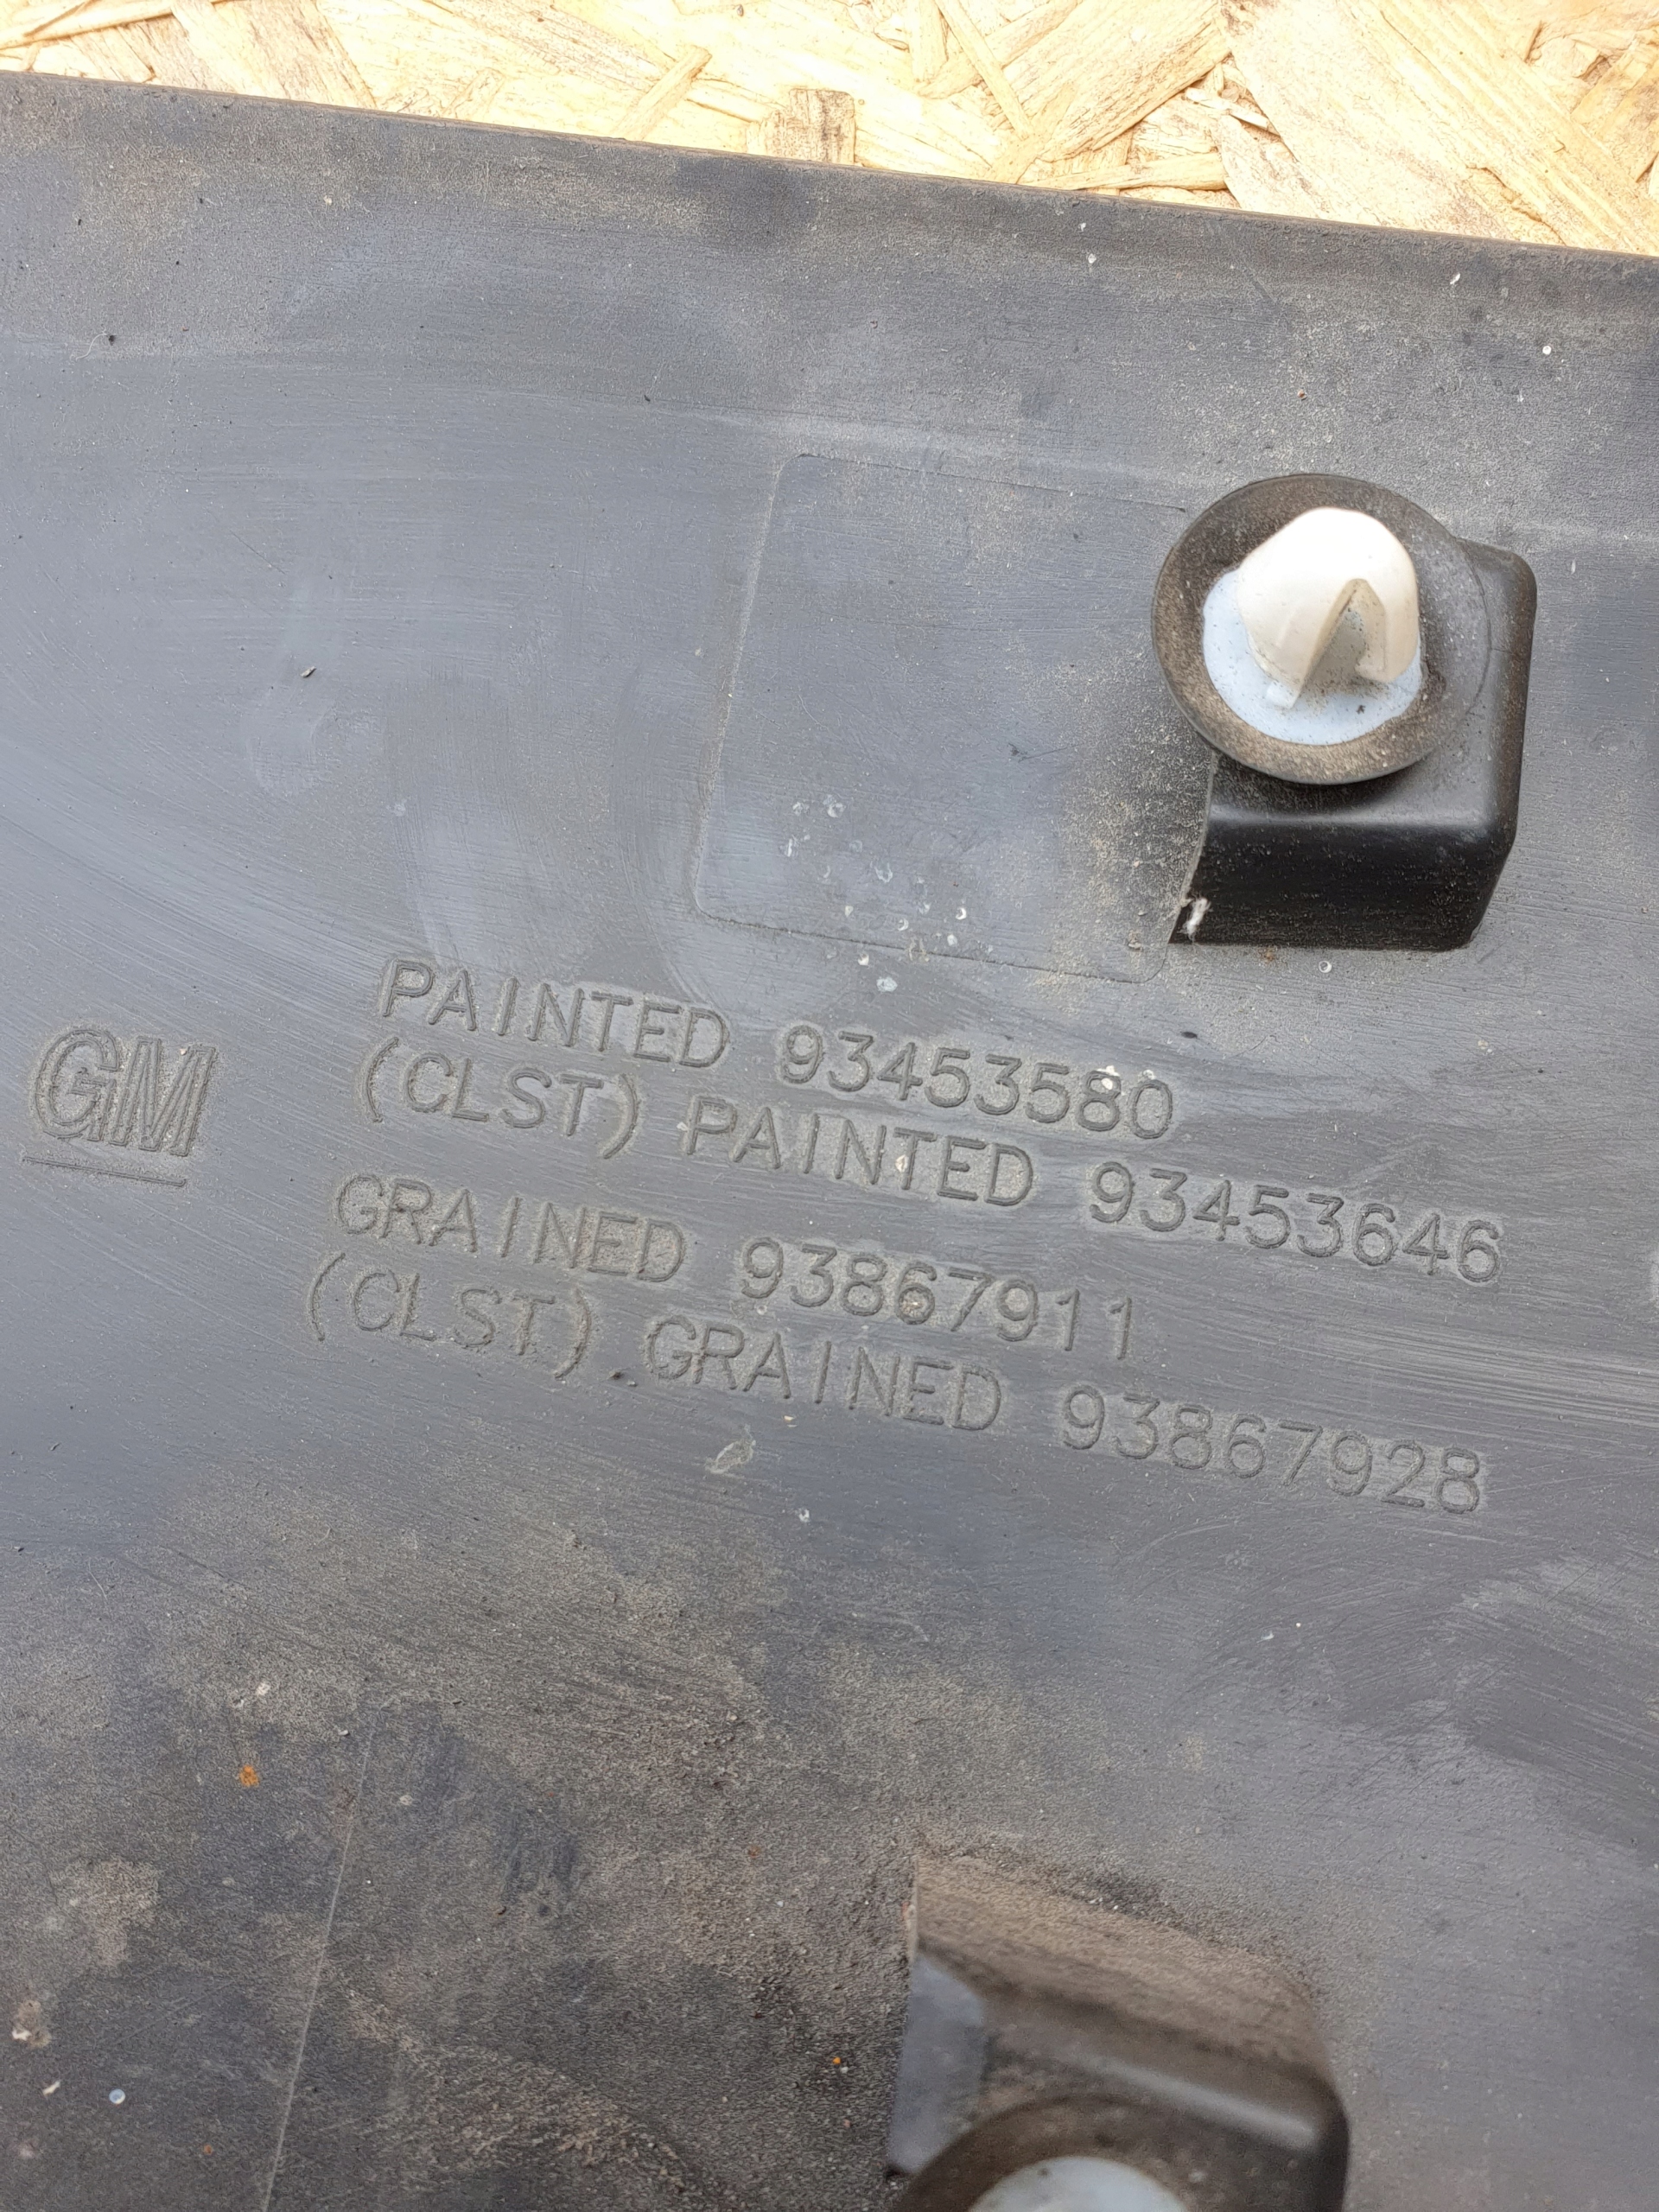 GM
PAINTED 93453580
(CLST) PAINTED 93453646
GRAINED 93867911
(CLST) GRAINED 93867928